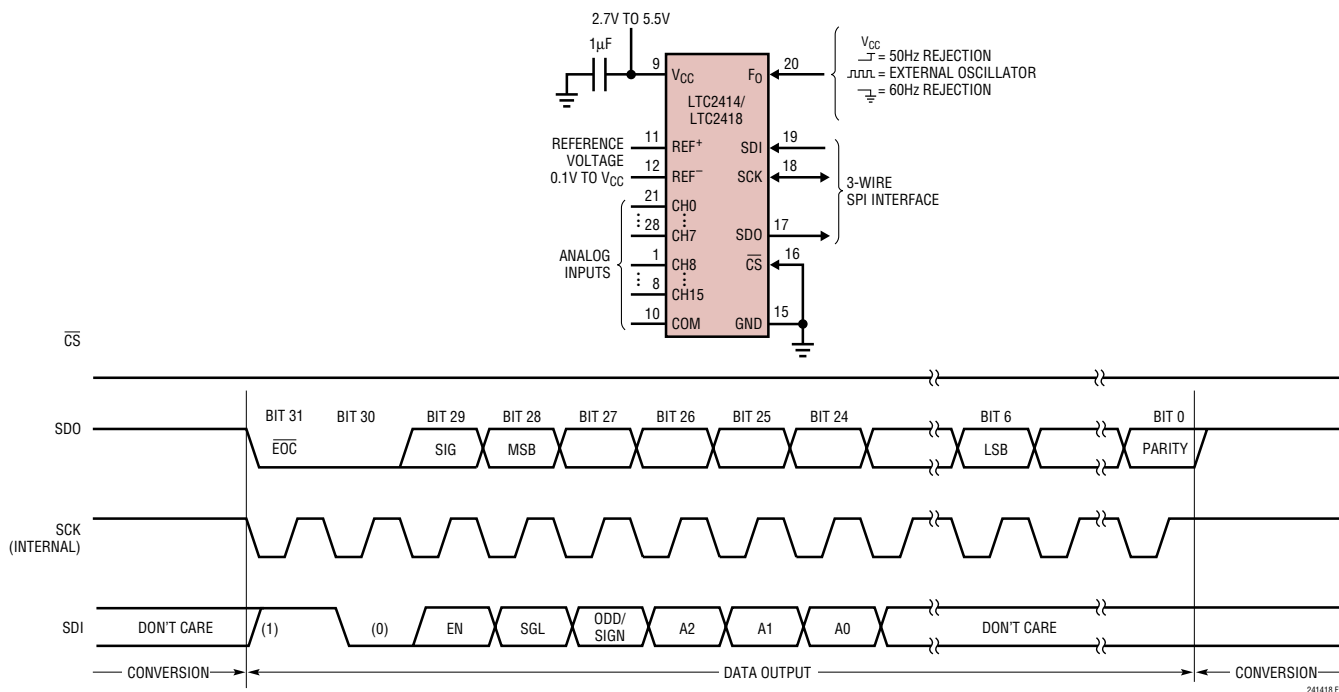 2.7V TO 5.5V
1µF
9 VCC
FO 20
VCC
= 50Hz REJECTION
= EXTERNAL OSCILLATOR
= 60Hz REJECTION
LTC2414/
LTC2418
REFERENCE
VOLTAGE
0.1V TO VCC
11 REF+
12 REF–
SDI 19
SCK 18
SDO 17
CS 16
GND 15
3-WIRE
SPI INTERFACE
ANALOG
INPUTS
21 CH0
28 CH7
1 CH8
8 CH15
10 COM
CS
BIT 31 BIT 30 BIT 29 BIT 28 BIT 27 BIT 26 BIT 25 BIT 24 BIT 6 BIT 0
SDO EOC SIG MSB LSB PARITY
SCK
(INTERNAL)
SDI DON'T CARE (1) (0) EN SGL ODD/
SIGN A2 A1 A0 DON'T CARE
CONVERSION DATA OUTPUT CONVERSION